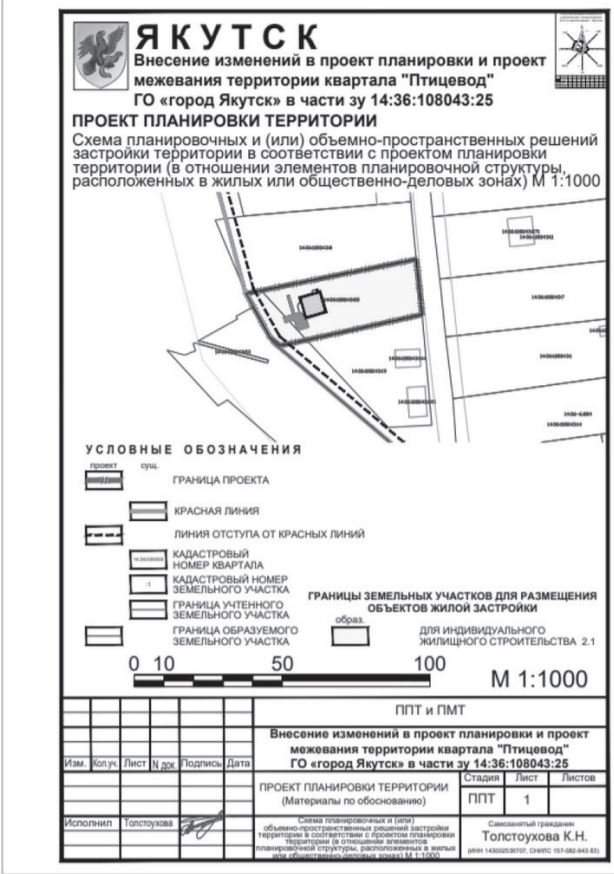 ЯКУТСК
Внесение изменений в проект планировки и проект
межевания территории квартала "Птицевод"
ГО «город Якутск» в части зу 14:36:108043:25
ПРОЕКТ ПЛАНИРОВКИ ТЕРРИТОРИИ
Схема планировочных и (или) объемно-пространственных решений
застройки территории в соответствии с проектом планировки
территории (в отношении элементов планировочной структуры,
расположенных в жилых или общественно-деловых зонах) М 1:1000
УСЛОВНЫЕ ОБОЗНАЧЕНИЯ
проект сущ.
ГРАНИЦА ПРОЕКТА
КРАСНАЯ ЛИНИЯ
ЛИНИЯ ОТСТУПА ОТ КРАСНЫХ ЛИНИЙ
КАДАСТРОВЫЙ
НОМЕР КВАРТАЛА
:1
КАДАСТРОВЫЙ НОМЕР
ЗЕМЕЛЬНОГО УЧАСТКА
ГРАНИЦА УЧТЕННОГО
ЗЕМЕЛЬНОГО УЧАСТКА
ГРАНИЦА ОБРАЗУЕМОГО
ЗЕМЕЛЬНОГО УЧАСТКА
ГРАНИЦЫ ЗЕМЕЛЬНЫХ УЧАСТКОВ ДЛЯ РАЗМЕЩЕНИЯ
ОБЪЕКТОВ ЖИЛОЙ ЗАСТРОЙКИ
образ.
ДЛЯ ИНДИВИДУАЛЬНОГО
ЖИЛИЩНОГО СТРОИТЕЛЬСТВА 2.1
0 10 50 100
М 1:1000
ППТ и ПМТ
Внесение изменений в проект планировки и проект
межевания территории квартала "Птицевод"
ГО «город Якутск» в части зу 14:36:108043:25
Изм. Кол.уч. Лист N док. Подпись Дата
ПРОЕКТ ПЛАНИРОВКИ ТЕРРИТОРИИ
(Материалы по обоснованию)
Стадия Лист Листов
ППТ 1
Исполнил Толстоухова
Схема планировочных и (или)
объемно-пространственных решений застройки
территории в соответствии с проектом планировки
территории (в отношении элементов
планировочной структуры, расположенных в жилых
или общественно-деловых зонах) М 1:1000
Самозанятый гражданин
Толстоухова К.Н.
(ИНН 143002536707, СНИЛС 157-082-643 83)